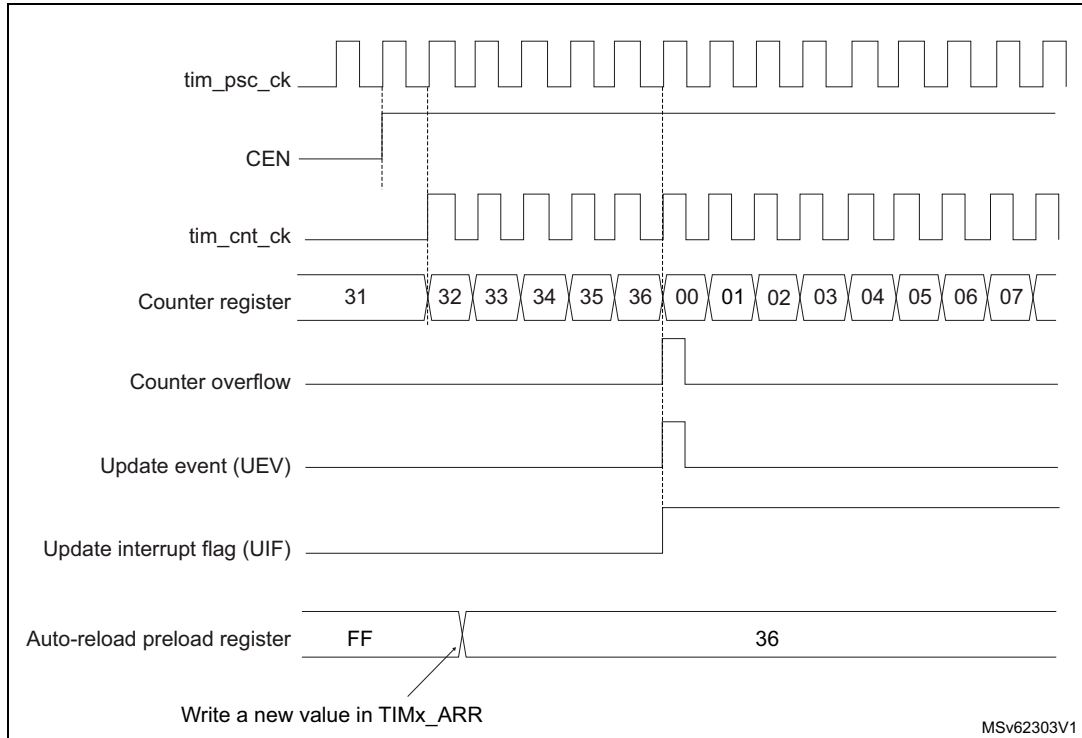 tim_psc_ck
CEN
tim_cnt_ck
Counter register 31 32 33 34 35 36 00 01 02 03 04 05 06 07
Counter overflow
Update event (UEV)
Update interrupt flag (UIF)
Auto-reload preload register FF 36
Write a new value in TIMx_ARR
MSv62303V1